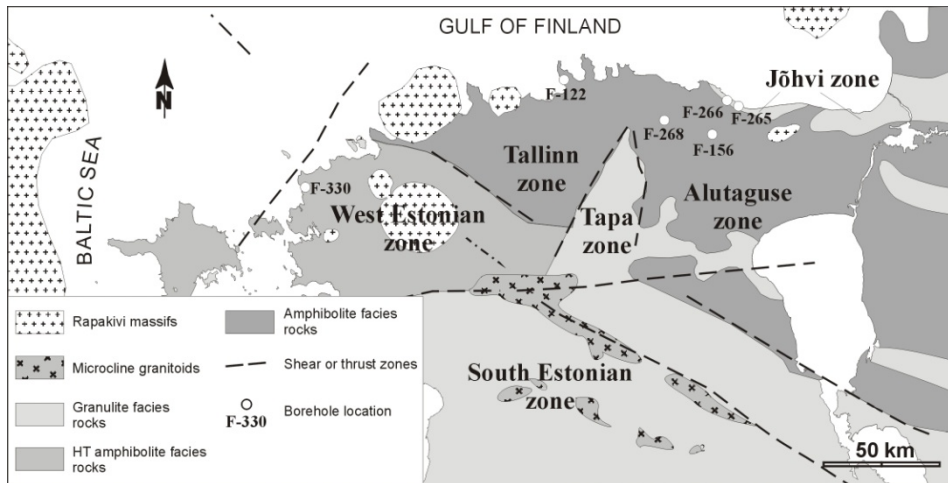 GULF OF FINLAND
BALTIC SEA
N
Jõhvi zone
F-122
F-266
F-265
F-268
F-156
Tallinn
zone
F-330
West Estonian
zone
Tapa
zone
Alutaguse
zone
South Estonian
zone
Rapakivi massifs
Microcline granitoids
Granulite facies
rocks
HT amphibolite facies
rocks
Amphibolite facies
rocks
Shear or thrust zones
Borehole location
F-330
50 km